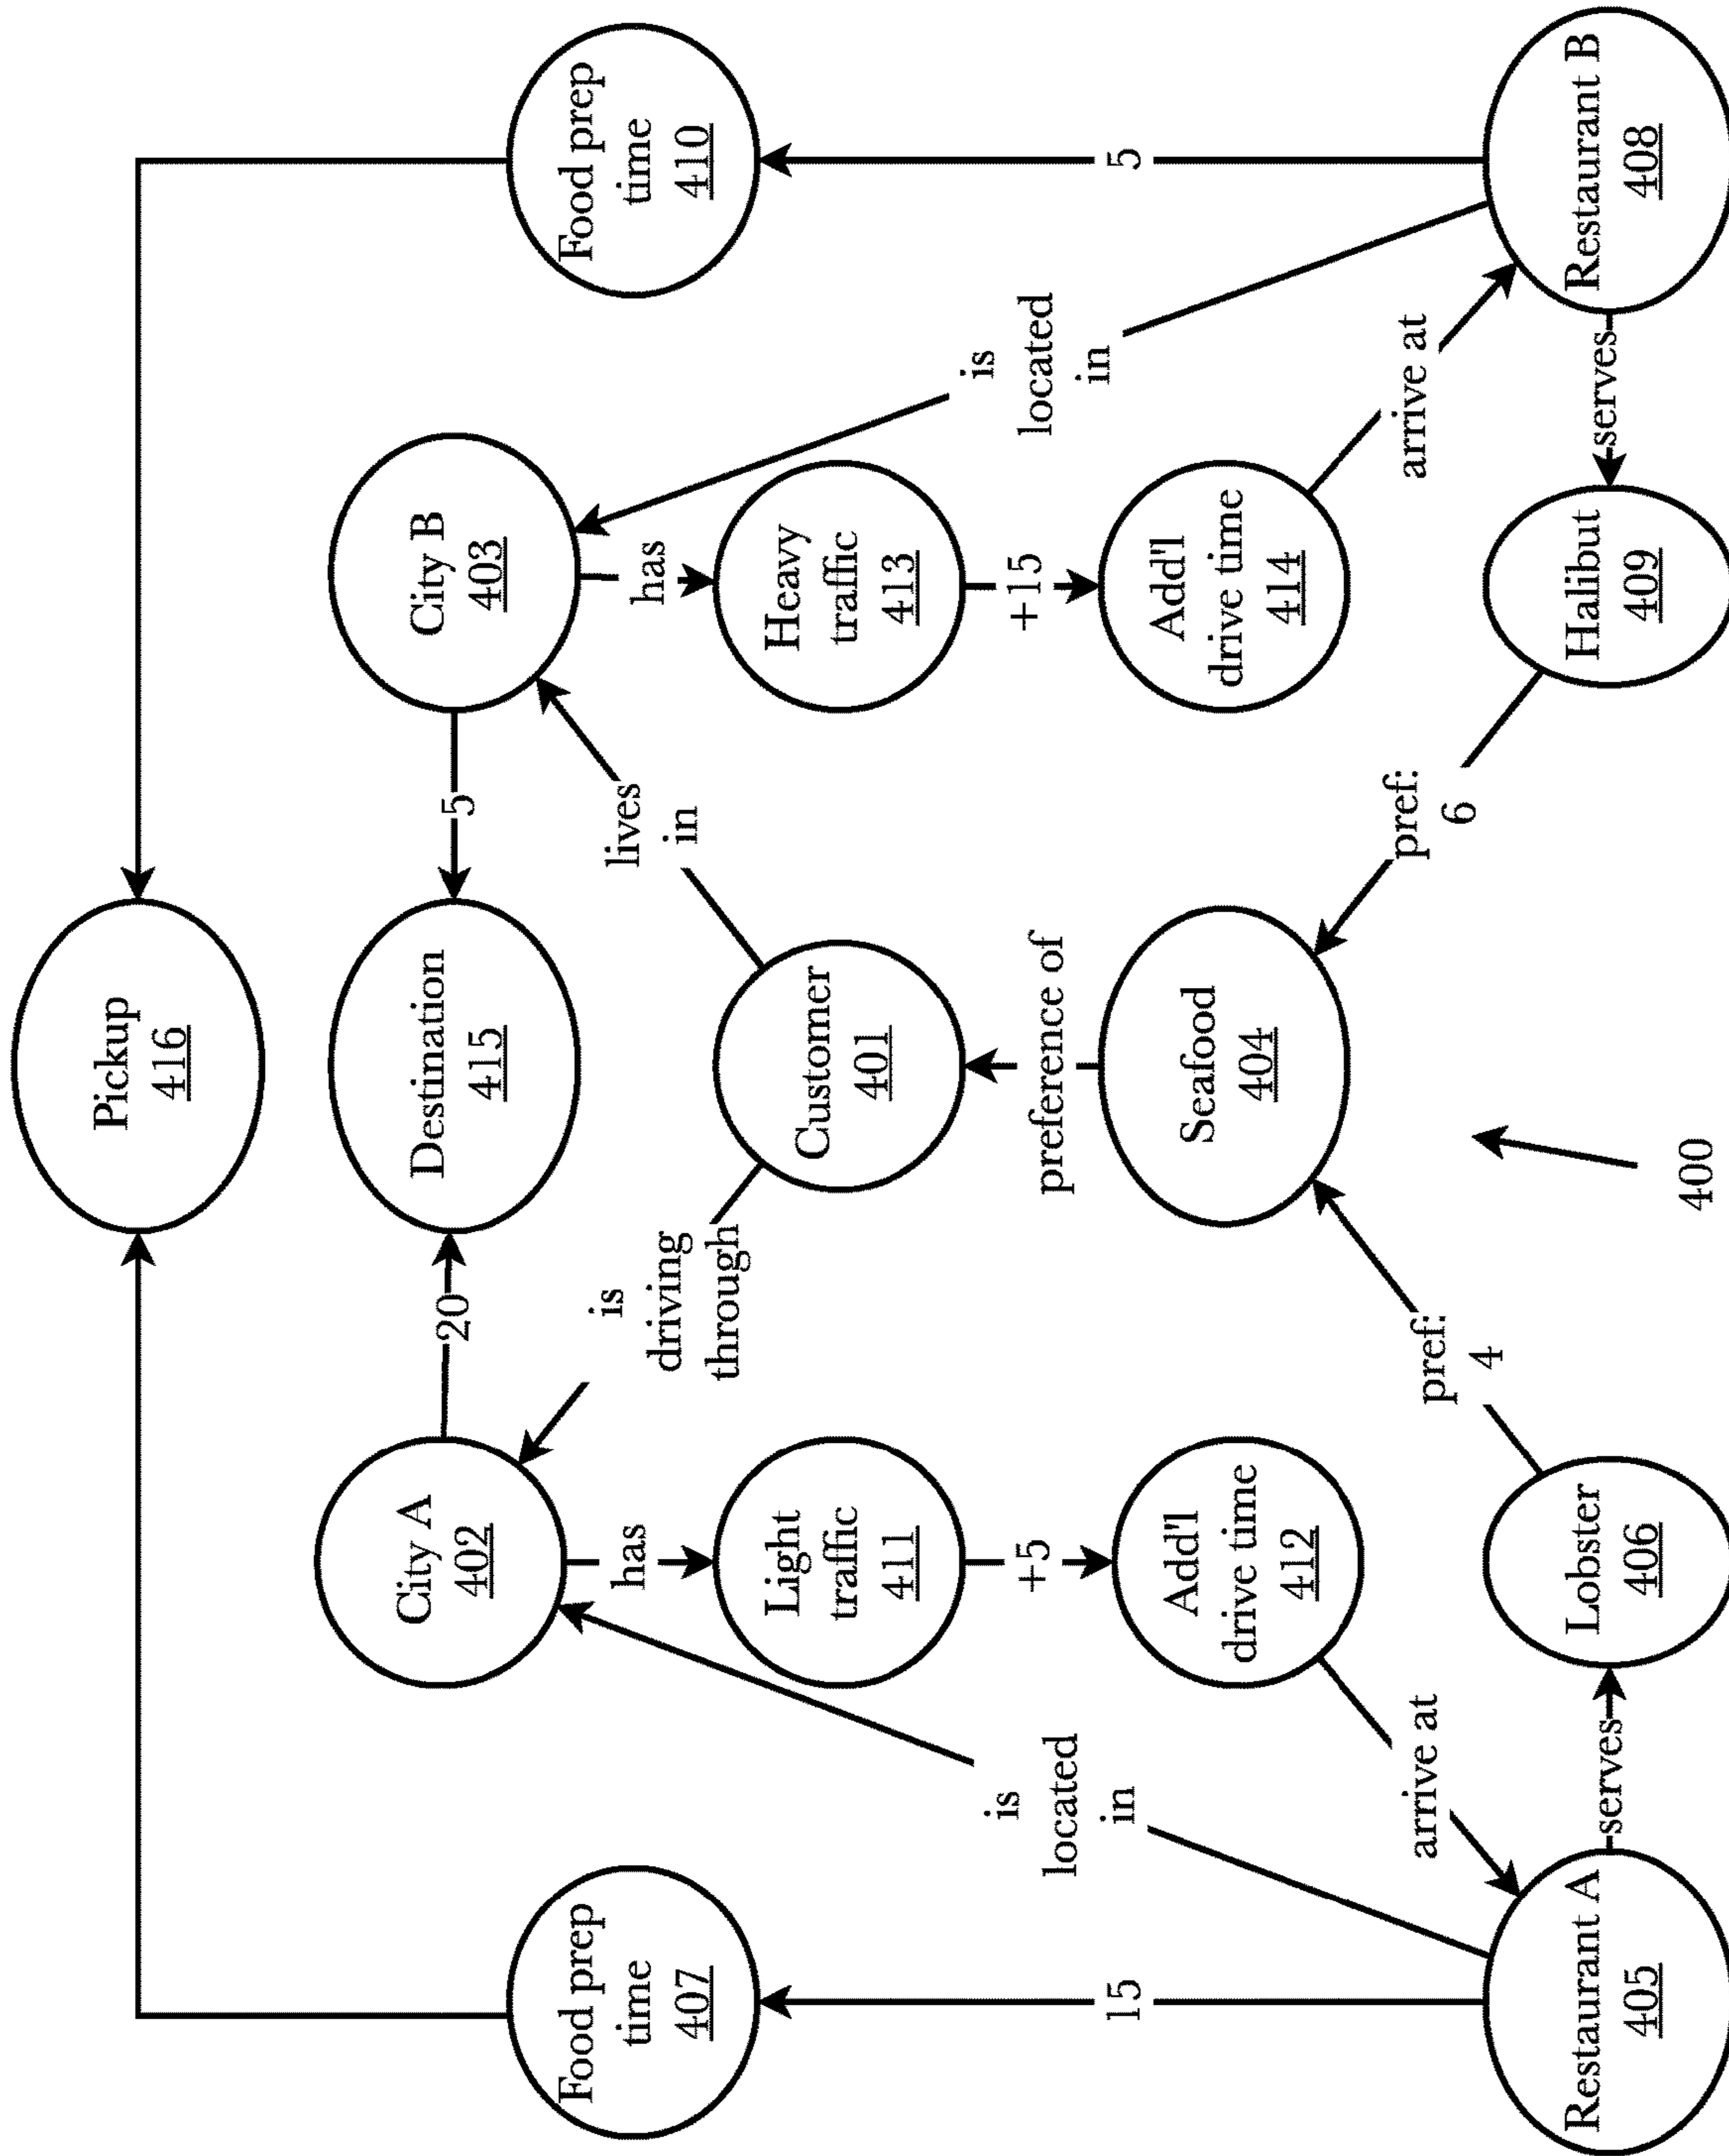 Pickup
416
Food prep
time
407
City A
402
20
Destination
415
5
City B
403
Food prep
time
410
is
driving
through
lives
in
has
has
Light
traffic
411
Customer
401
Heavy
traffic
413
is
located
in
+5
preference of
+15
is
located
in
15
Add'l
drive time
412
Seafood
404
Add'l
drive time
414
5
arrive at
pref:
4
pref:
6
arrive at
Restaurant A
405
serves
Lobster
406
400
Halibut
409
serves
Restaurant B
408